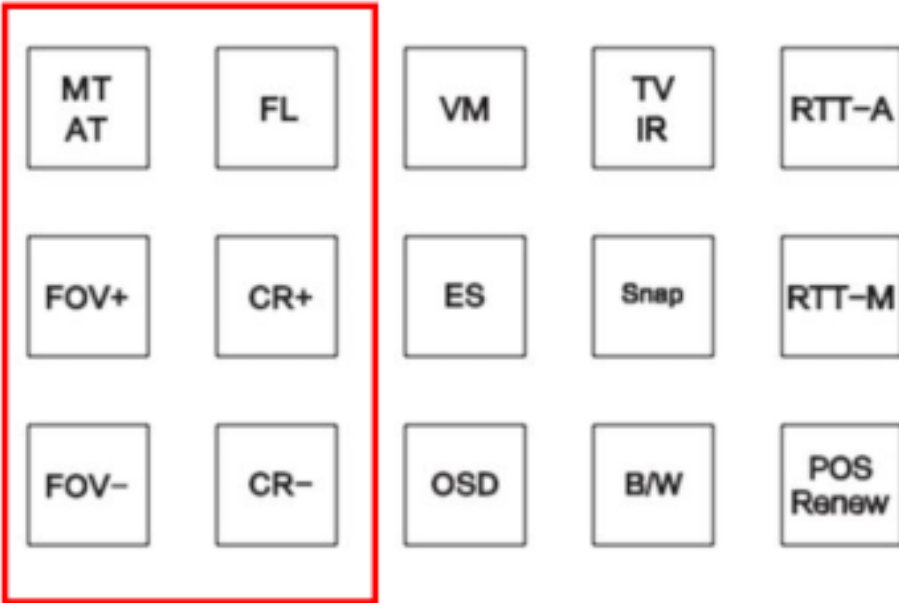 MT
AT
FL
VM
TV
IR
RTT-A
FOV+
CR+
ES
Snap
RTT-M
FOV-
CR-
OSD
B/W
POS
Renew